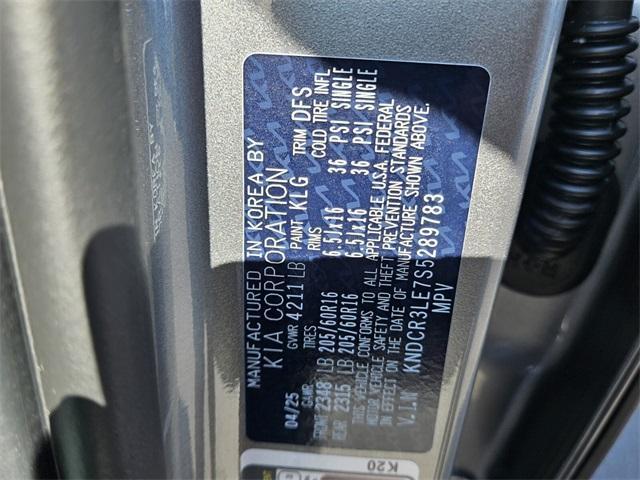 MANUFACTURED IN KOREA BY
KIA CORPORATION
04/25 GVWR 4211 LB PAINT KLG TRIM DFS
GAWR TIRES RIMS COLD TIRE INFL
FRONT 2348 LB 205/60R16 6.5Jx16 36 PSI SINGLE
REAR 2315 LB 205/60R16 6.5Jx16 36 PSI SINGLE
THIS VEHICLE CONFORMS TO ALL APPLICABLE U.S.A. FEDERAL
MOTOR VEHICLE SAFETY AND THEFT PREVENTION STANDARDS
IN EFFECT ON THE DATE OF MANUFACTURE SHOWN ABOVE.
V.I.N KNDCR3LE7S5289783
MPV
K20